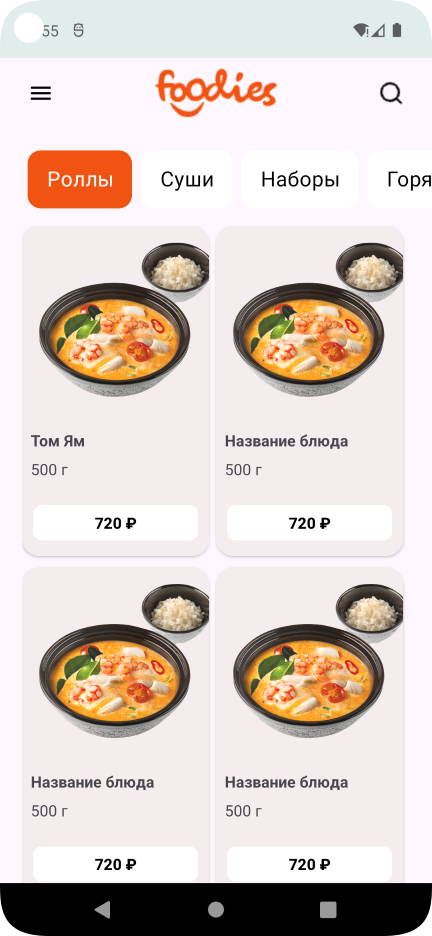 55
foodies
Роллы Суши Наборы Горя
Том Ям Название блюда
500 г 500 г
720 ₽ 720 ₽
Название блюда Название блюда
500 г 500 г
720 ₽ 720 ₽